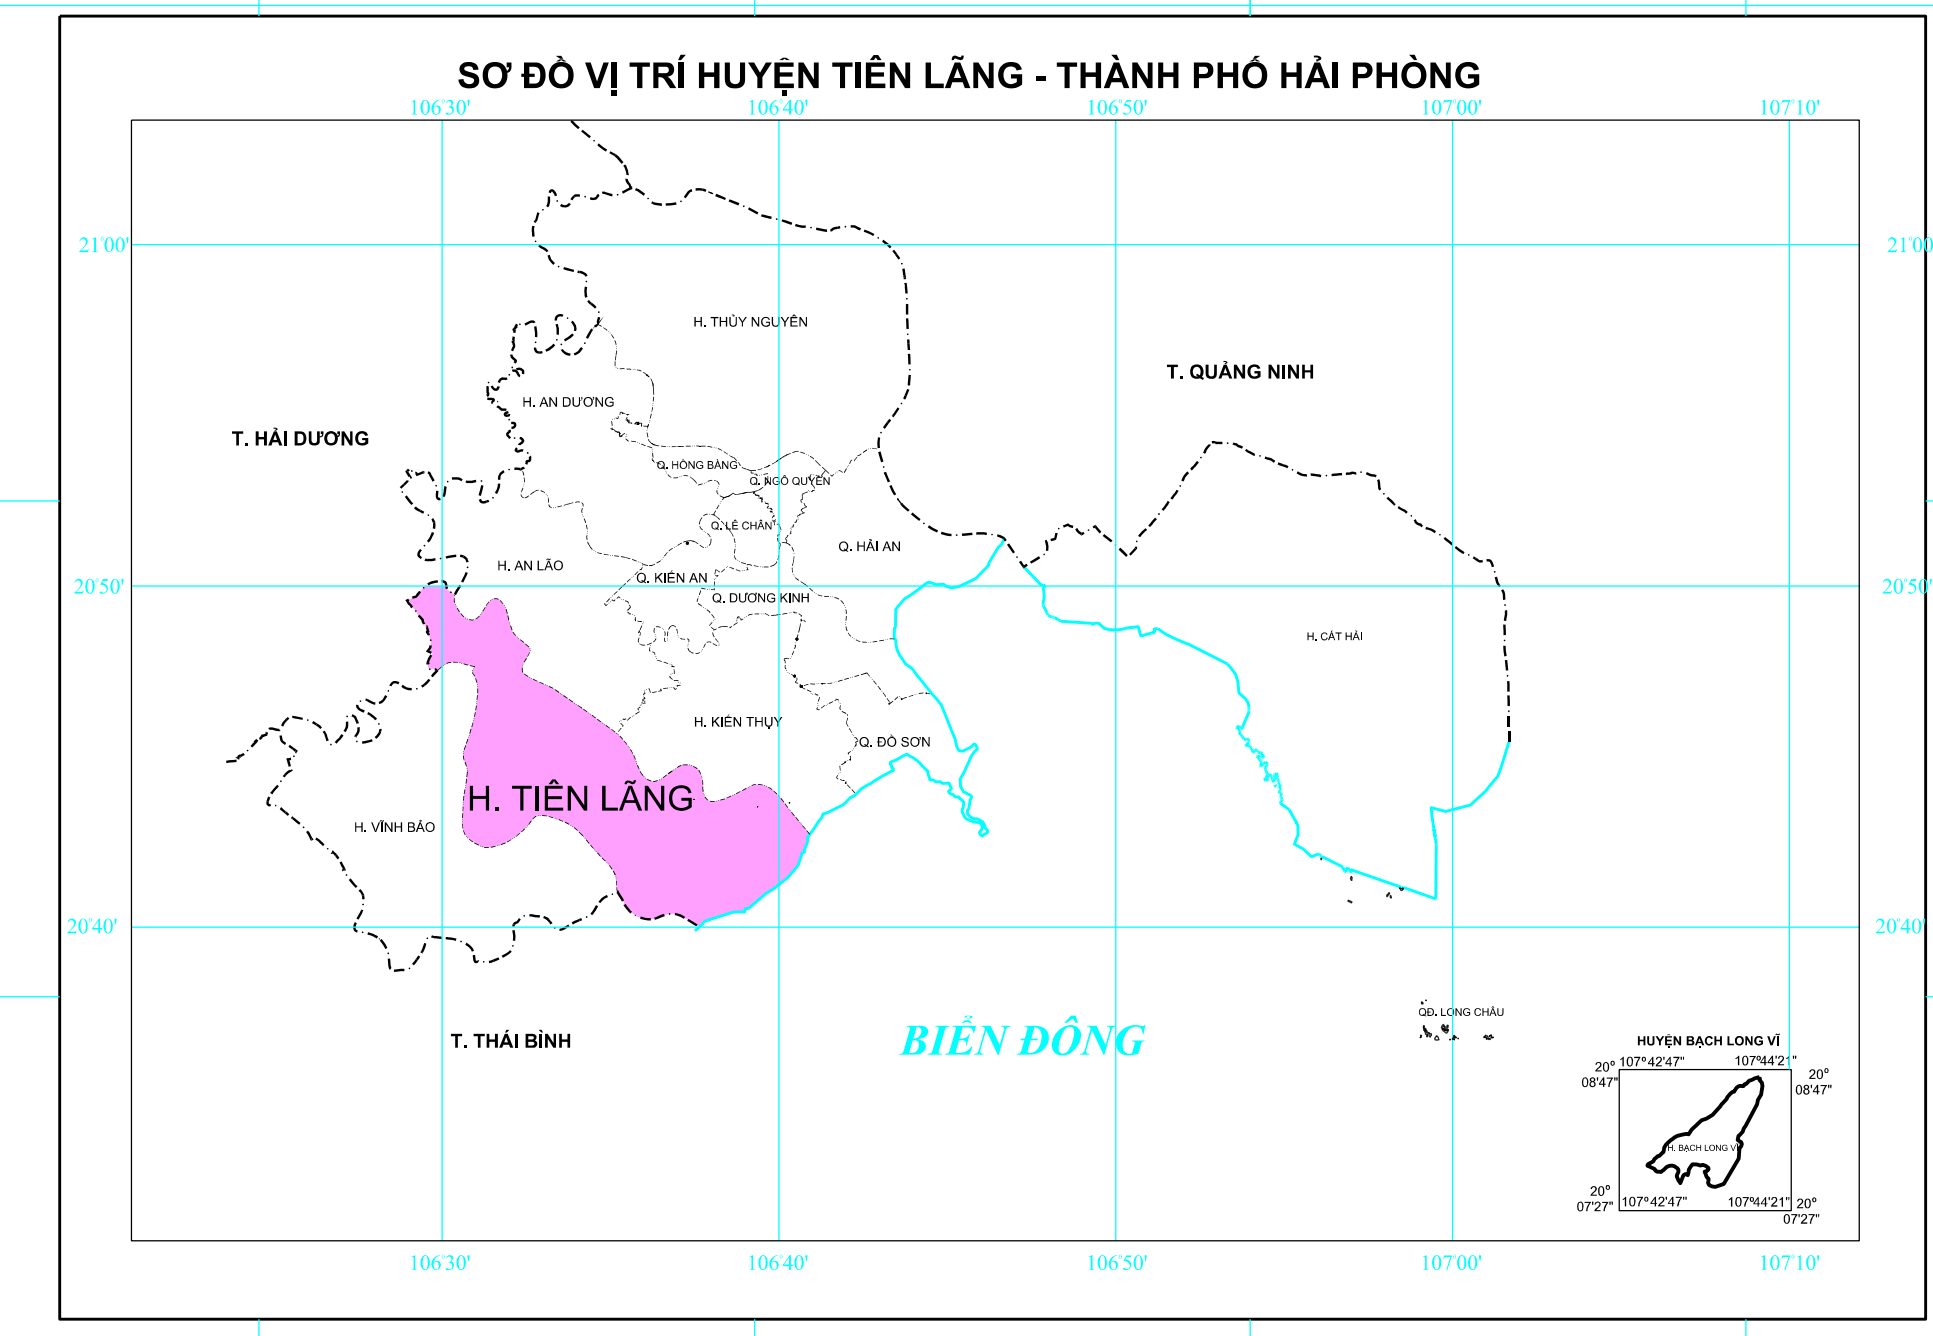 SƠ ĐỒ VỊ TRÍ HUYỆN TIÊN LÃNG - THÀNH PHỐ HẢI PHÒNG
106°30' 106°40' 106°50' 107°00' 107°10'
21°00' 21°00
H. THỦY NGUYÊN
T. QUẢNG NINH
H. AN DƯƠNG
T. HẢI DƯƠNG
Q. HỒNG BÀNG
Q. NGÔ QUYỀN
Q. LÊ CHÂN
Q. HẢI AN
H. AN LÃO
Q. KIẾN AN
20°50' 20°50'
Q. DƯƠNG KINH
H. CÁT HẢI
H. KIẾN THỤY
Q. ĐỒ SƠN
H. TIÊN LÃNG
H. VĨNH BẢO
20°40' 20°40'
QĐ. LONG CHÂU
T. THÁI BÌNH
BIỂN ĐÔNG
HUYỆN BẠCH LONG VĨ
107°42'47" 107°44'21"
20° 20°
08'47" 08'47"
H. BẠCH LONG VĨ
20° 107°42'47" 107°44'21" 20°
07'27" 07'27"
106°30' 106°40' 106°50' 107°00' 107°10'